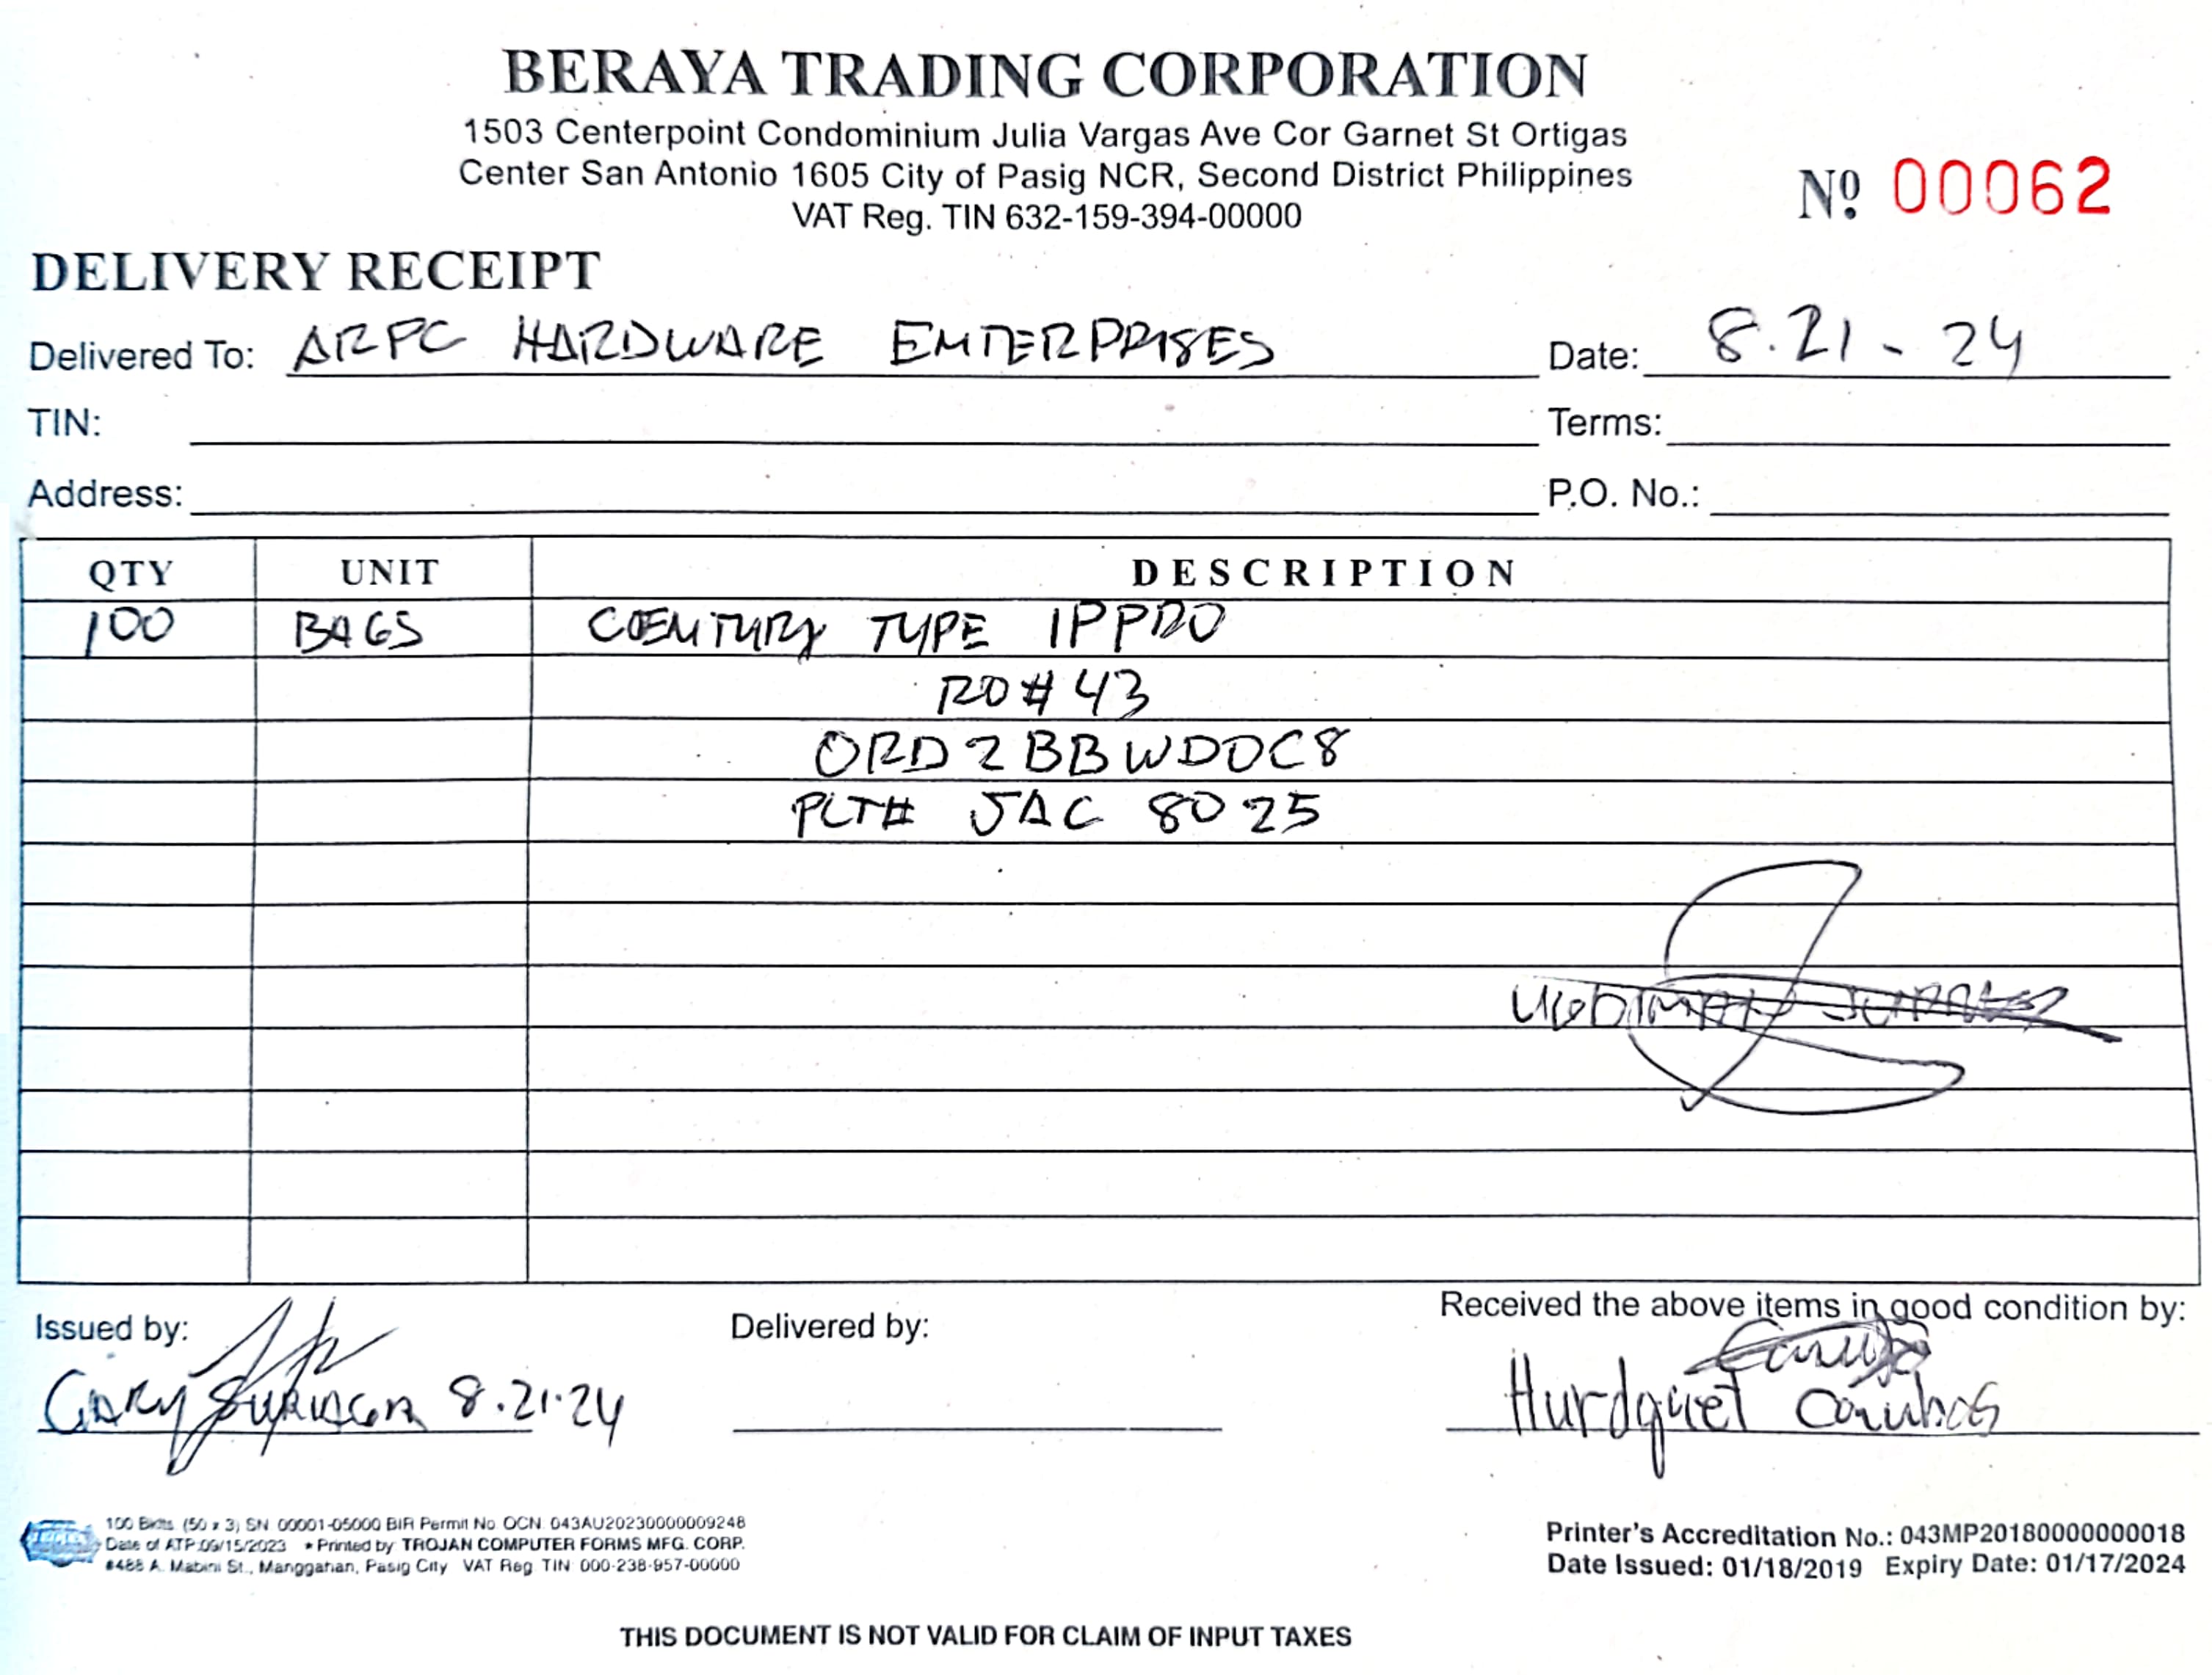 BERAYA TRADING CORPORATION
1503 Centerpoint Condominium Julia Vargas Ave Cor Garnet St Ortigas
Center San Antonio 1605 City of Pasig NCR, Second District Philippines
VAT Reg. TIN 632-159-394-00000
Nº 00062
DELIVERY RECEIPT
Delivered To: ARPC HARDWARE ENTERPRISES Date: 8.21-24
TIN: Terms:
Address: P.O. No.:
QTY UNIT DESCRIPTION
100 BAGS TYPE 1PPRO
RO# 43
ORD2BBWDOC8
PLT# JAC 8025
Issued by: Delivered by: Received the above items in good condition by:
GARY 8.21.24
100 Bklts. (50 x 3) SN 00001-05000 BIR Permit No. OCN 043AU20230000009248
Date of ATP:09/15/2023 • Printed by: TROJAN COMPUTER FORMS MFG. CORP.
#488 A. Mabini St., Manggahan, Pasig City VAT Reg TIN 000-238-957-00000
Printer's Accreditation No.: 043MP20180000000018
Date Issued: 01/18/2019 Expiry Date: 01/17/2024
THIS DOCUMENT IS NOT VALID FOR CLAIM OF INPUT TAXES